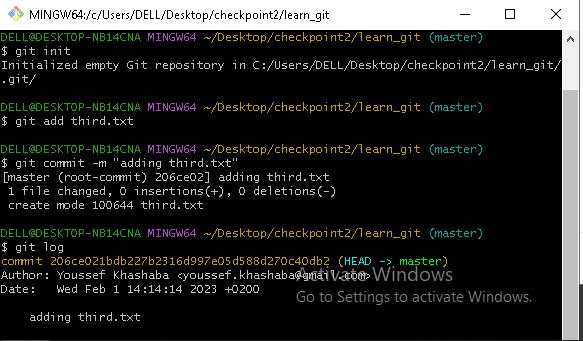 MINGW64:/c/Users/DELL/Desktop/checkpoint2/learn_git
DELL@DESKTOP-NB14CNA MINGW64 ~/Desktop/checkpoint2/learn_git (master)
$ git init
Initialized empty Git repository in C:/Users/DELL/Desktop/checkpoint2/learn_git/
.git/
DELL@DESKTOP-NB14CNA MINGW64 ~/Desktop/checkpoint2/learn_git (master)
$ git add third.txt
DELL@DESKTOP-NB14CNA MINGW64 ~/Desktop/checkpoint2/learn_git (master)
$ git commit -m "adding third.txt"
[master (root-commit) 206ce02] adding third.txt
 1 file changed, 0 insertions(+), 0 deletions(-)
 create mode 100644 third.txt
DELL@DESKTOP-NB14CNA MINGW64 ~/Desktop/checkpoint2/learn_git (master)
$ git log
commit 206ce021bdb227b2316d997e05d588d270c40db2 (HEAD -> master)
Author: Youssef Khashaba <youssef.khashaba@gmail.com>
Date:   Wed Feb 1 14:14:14 2023 +0200
    adding third.txt
Activate Windows
Go to Settings to activate Windows.